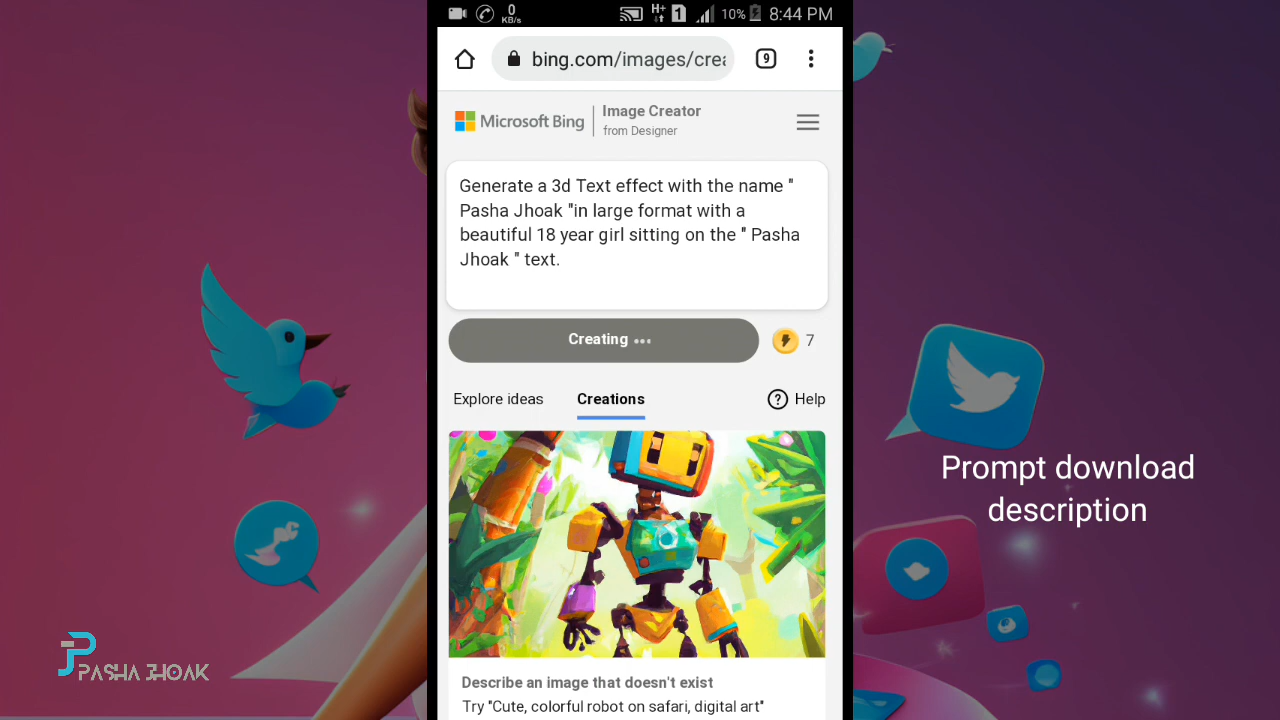 0
KB/s
H+
1
10%
8:44 PM
bing.com/images/crea
9
Microsoft Bing
Image Creator
from Designer
Generate a 3d Text effect with the name "
Pasha Jhoak "in large format with a
beautiful 18 year girl sitting on the " Pasha
Jhoak " text.
Creating
7
Explore ideas
Creations
? Help
Describe an image that doesn't exist
Try "Cute, colorful robot on safari, digital art"
Prompt download
description
PASHA JHOAK